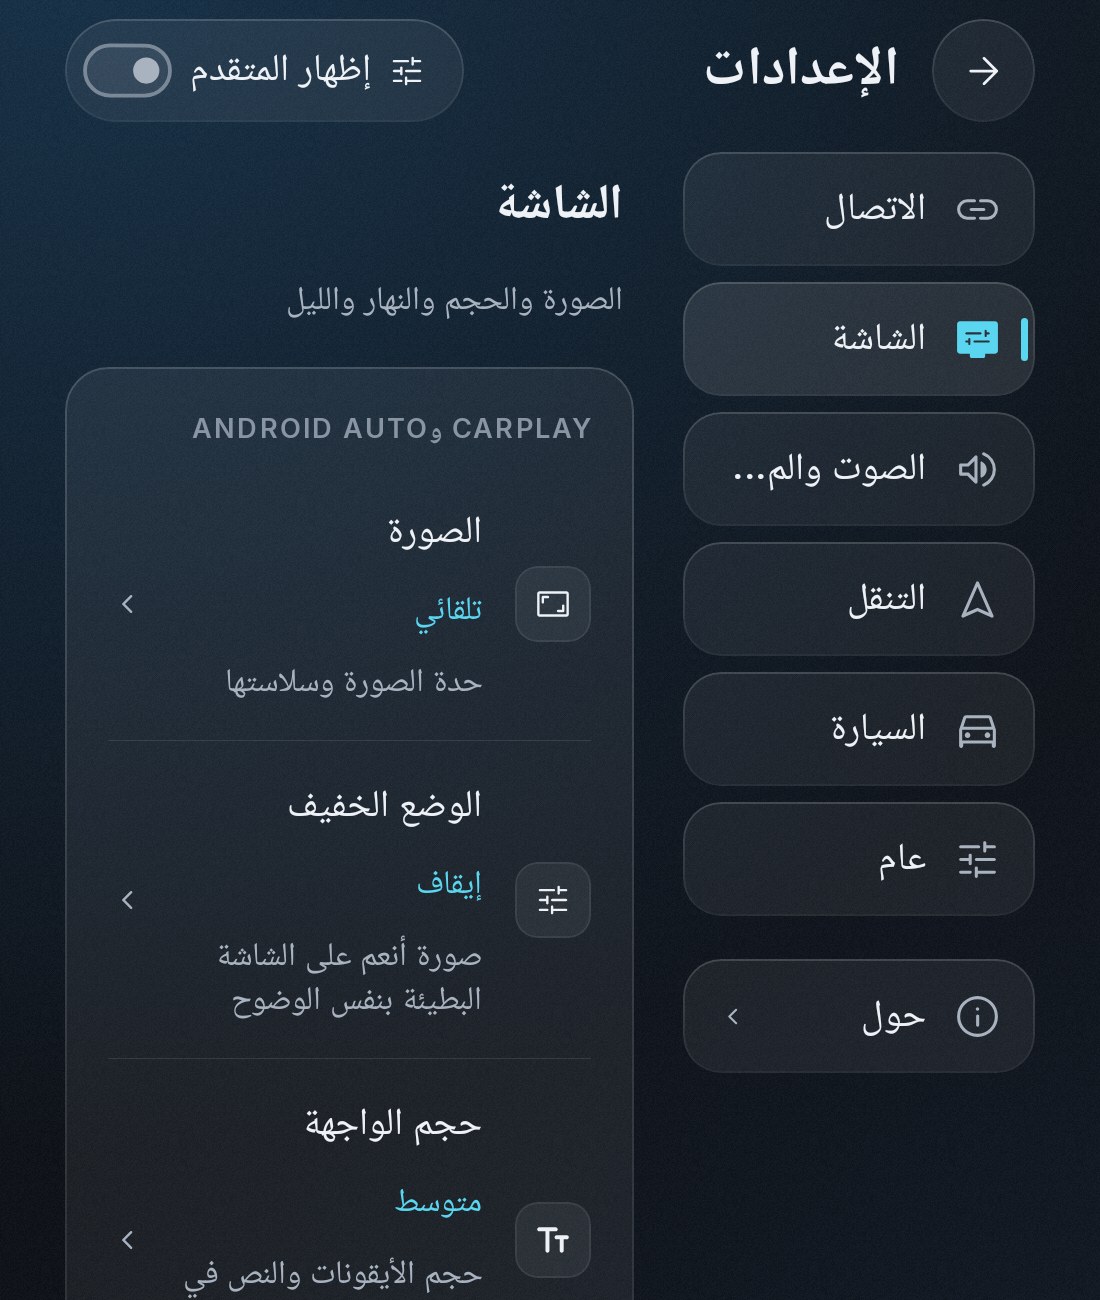 الإعدادات
إظهار المتقدم
الاتصال
الشاشة
الصوت والم...
التنقل
السيارة
عام
حول
الشاشة
الصورة والحجم والنهار والليل
CARPLAY وANDROID AUTO
الصورة
تلقائي
حدة الصورة وسلاستها
الوضع الخفيف
إيقاف
صورة أنعم على الشاشة
البطيئة بنفس الوضوح
حجم الواجهة
متوسط
حجم الأيقونات والنص في